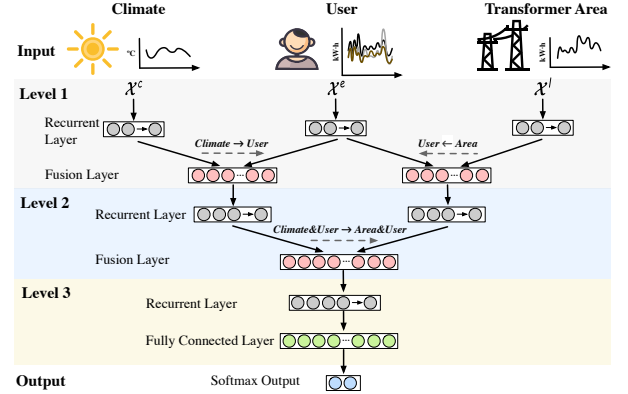 Climate
User
Transformer Area
Input
℃
kW·h
kW·h
Level 1
𝒳ᶜ
𝒳ᵉ
𝒳ˡ
Recurrent
Layer
Climate → User
User ← Area
Fusion Layer
...
...
Level 2
Recurrent Layer
Climate&User → Area&User
Fusion Layer
...
Level 3
Recurrent Layer
Fully Connected Layer
...
Output
Softmax Output